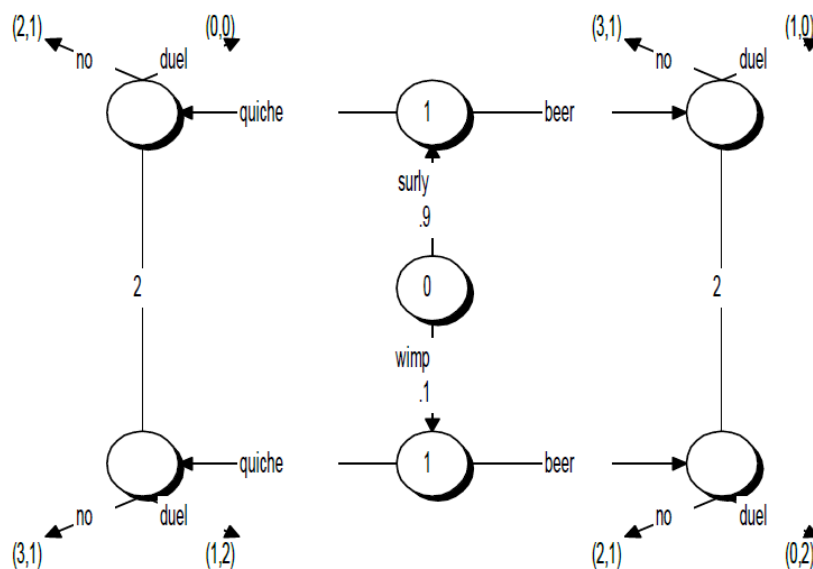 (2,1) (0,0) (3,1) (1,0)
no duel no duel
quiche 1 beer
surly
.9
2 0 2
wimp
.1
quiche 1 beer
no duel no duel
(3,1) (1,2) (2,1) (0,2)